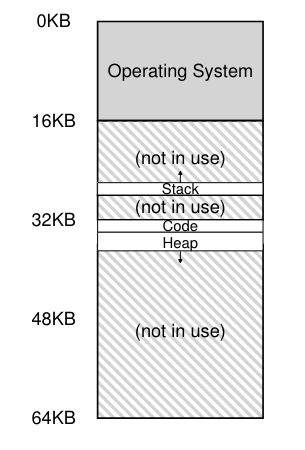 0KB
Operating System
16KB
(not in use)
Stack
(not in use)
32KB
Code
Heap
48KB
(not in use)
64KB